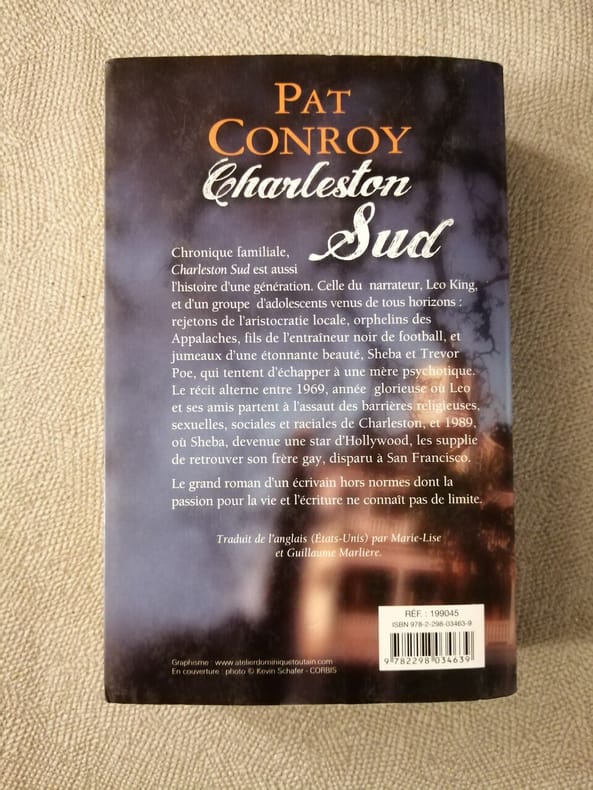 PAT
CONROY
Charleston
Sud
Chronique familiale,
Charleston Sud est aussi
l'histoire d'une génération. Celle du narrateur, Leo King,
et d'un groupe d'adolescents venus de tous horizons :
rejetons de l'aristocratie locale, orphelins des
Appalaches, fils de l'entraîneur noir de football, et
jumeaux d'une étonnante beauté, Sheba et Trevor
Poe, qui tentent d'échapper à une mère psychotique.
Le récit alterne entre 1969, année glorieuse où Leo
et ses amis partent à l'assaut des barrières religieuses,
sexuelles, sociales et raciales de Charleston, et 1989,
où Sheba, devenue une star d'Hollywood, les supplie
de retrouver son frère gay, disparu à San Francisco.
Le grand roman d'un écrivain hors normes dont la
passion pour la vie et l'écriture ne connaît pas de limite.
Traduit de l'anglais (États-Unis) par Marie-Lise
et Guillaume Marlière.
RÉF. : 199045
ISBN 978-2-298-03463-9
9 782298 034639
Graphisme : www.atelierdominiquetoutain.com
En couverture : photo © Kevin Schafer - CORBIS